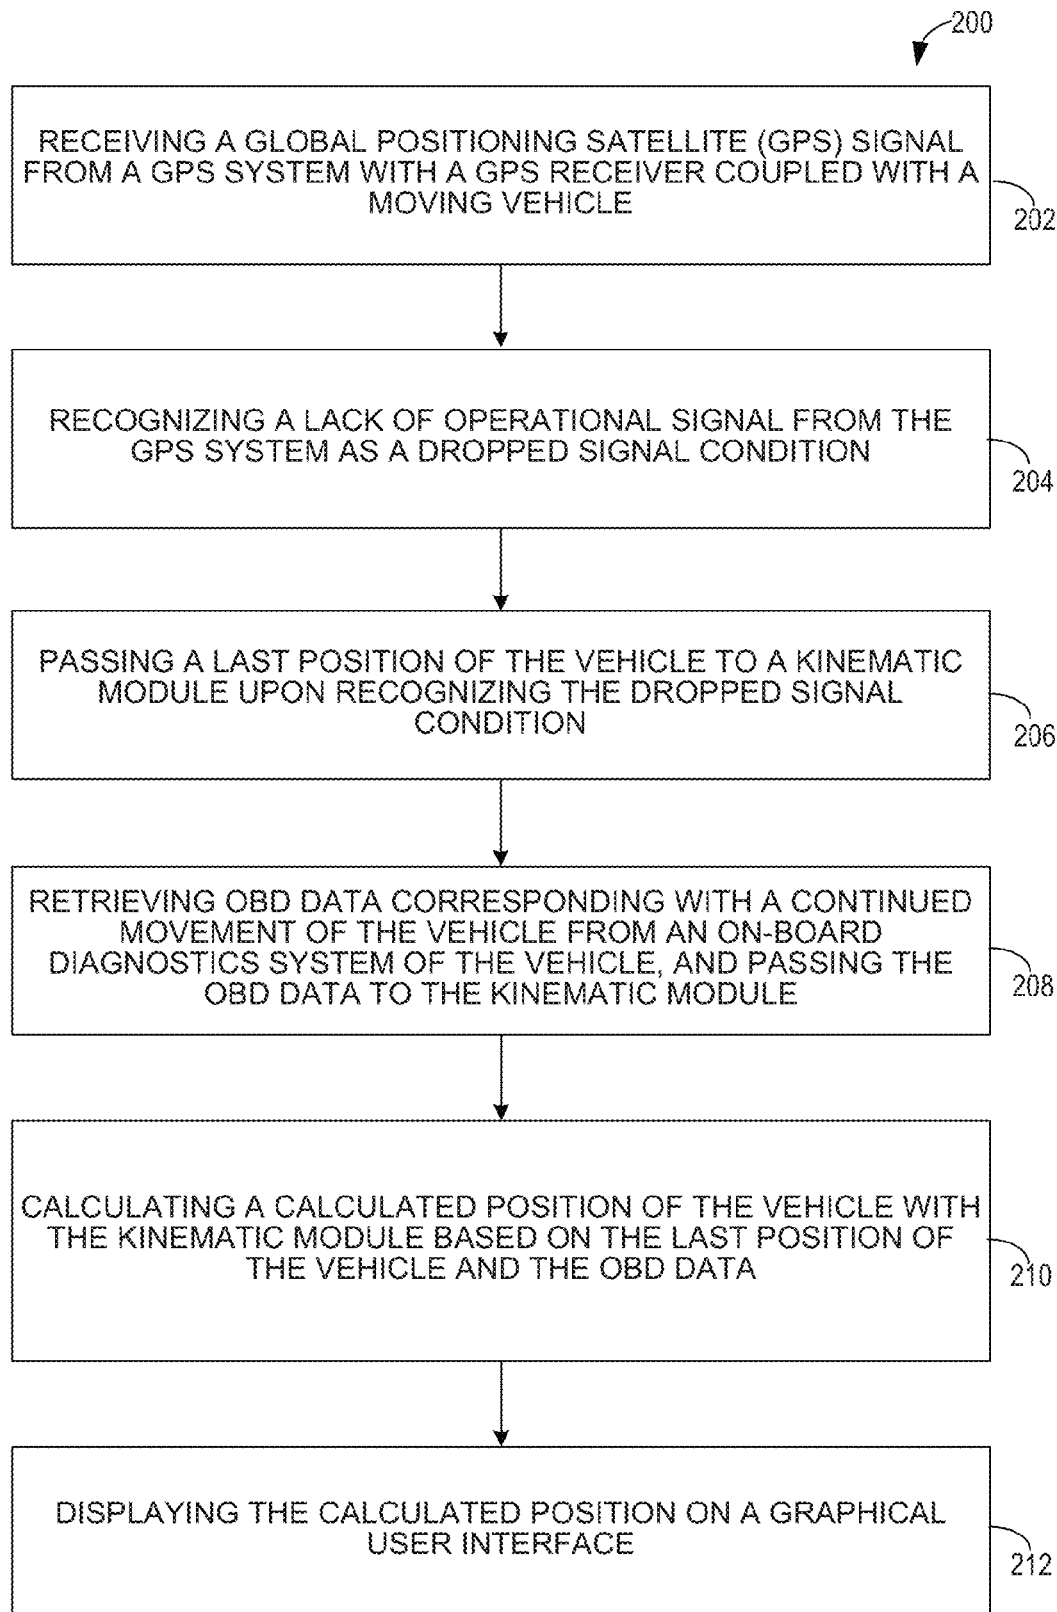 200
RECEIVING A GLOBAL POSITIONING SATELLITE (GPS) SIGNAL
FROM A GPS SYSTEM WITH A GPS RECEIVER COUPLED WITH A
MOVING VEHICLE
202
RECOGNIZING A LACK OF OPERATIONAL SIGNAL FROM THE
GPS SYSTEM AS A DROPPED SIGNAL CONDITION
204
PASSING A LAST POSITION OF THE VEHICLE TO A KINEMATIC
MODULE UPON RECOGNIZING THE DROPPED SIGNAL
CONDITION
206
RETRIEVING OBD DATA CORRESPONDING WITH A CONTINUED
MOVEMENT OF THE VEHICLE FROM AN ON-BOARD
DIAGNOSTICS SYSTEM OF THE VEHICLE, AND PASSING THE
OBD DATA TO THE KINEMATIC MODULE
208
CALCULATING A CALCULATED POSITION OF THE VEHICLE WITH
THE KINEMATIC MODULE BASED ON THE LAST POSITION OF
THE VEHICLE AND THE OBD DATA
210
DISPLAYING THE CALCULATED POSITION ON A GRAPHICAL
USER INTERFACE
212